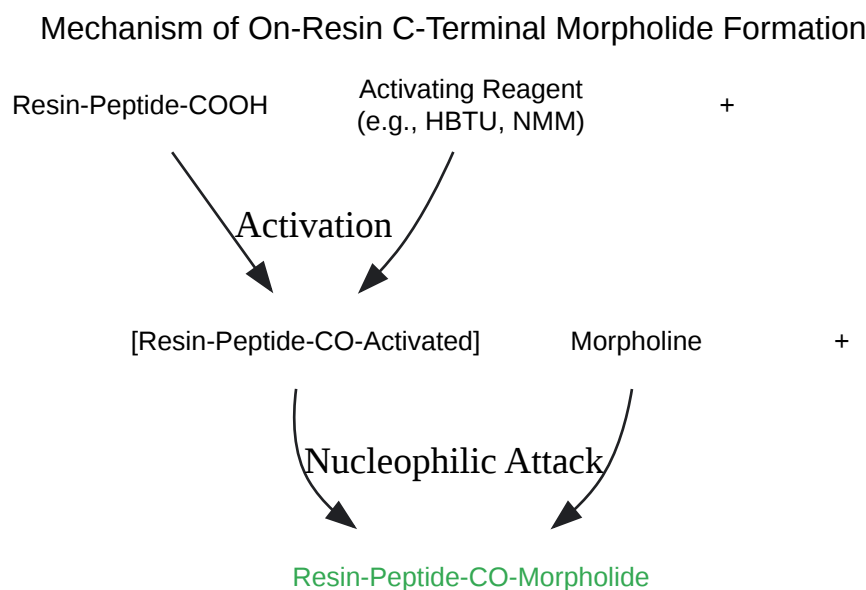 Mechanism of On-Resin C-Terminal Morpholide Formation
Resin-Peptide-COOH
Activating Reagent
(e.g., HBTU, NMM)
+
Activation
[Resin-Peptide-CO-Activated]
Morpholine
+
Nucleophilic Attack
Resin-Peptide-CO-Morpholide